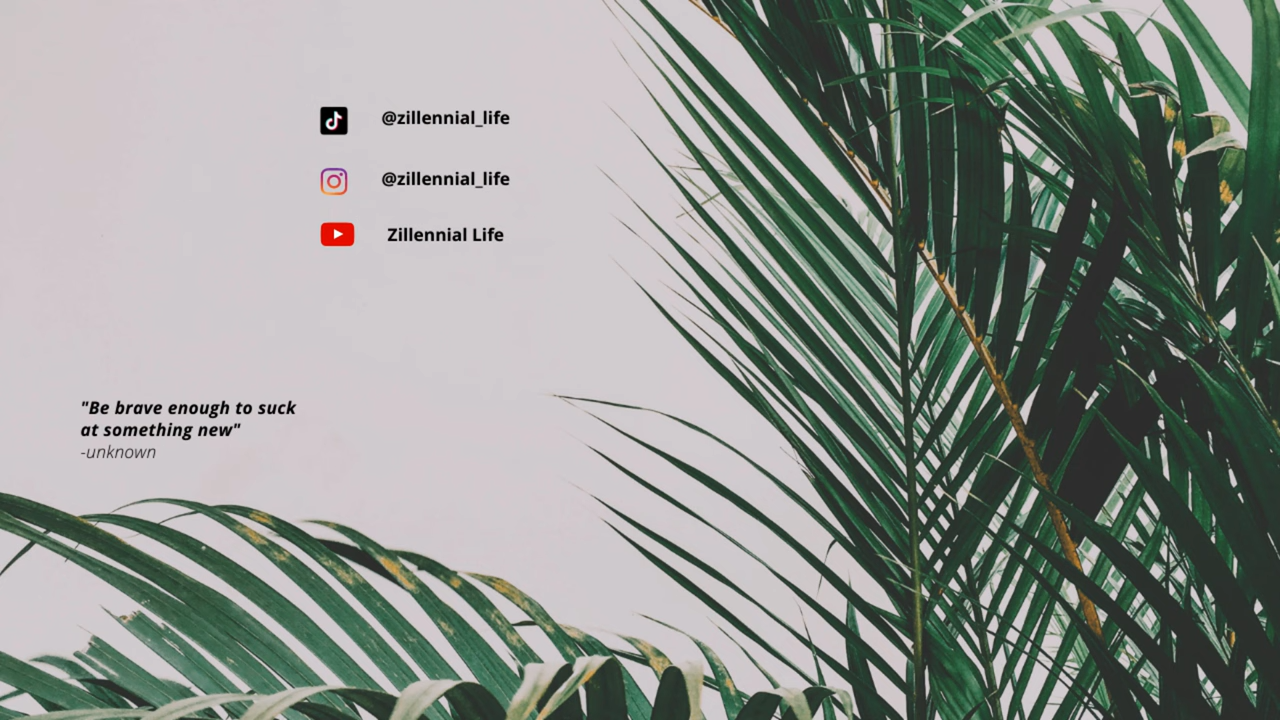 @zillennial_life
@zillennial_life
Zillennial Life
"Be brave enough to suck
at something new"
-unknown